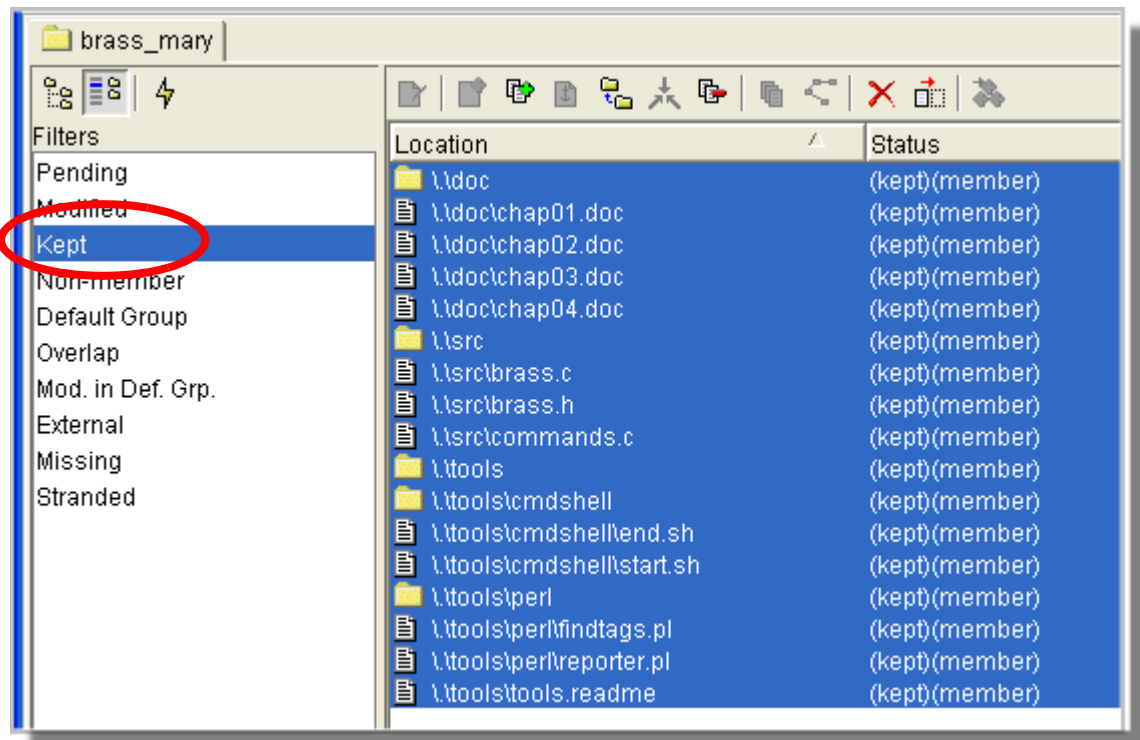 brass_mary
Filters
Pending
Modified
Kept
Non-member
Default Group
Overlap
Mod. in Def. Grp.
External
Missing
Stranded
Location Status
\.\doc (kept)(member)
\.\doc\chap01.doc (kept)(member)
\.\doc\chap02.doc (kept)(member)
\.\doc\chap03.doc (kept)(member)
\.\doc\chap04.doc (kept)(member)
\.\src (kept)(member)
\.\src\brass.c (kept)(member)
\.\src\brass.h (kept)(member)
\.\src\commands.c (kept)(member)
\.\tools (kept)(member)
\.\tools\cmdshell (kept)(member)
\.\tools\cmdshell\end.sh (kept)(member)
\.\tools\cmdshell\start.sh (kept)(member)
\.\tools\perl (kept)(member)
\.\tools\perl\findtags.pl (kept)(member)
\.\tools\perl\reporter.pl (kept)(member)
\.\tools\tools.readme (kept)(member)